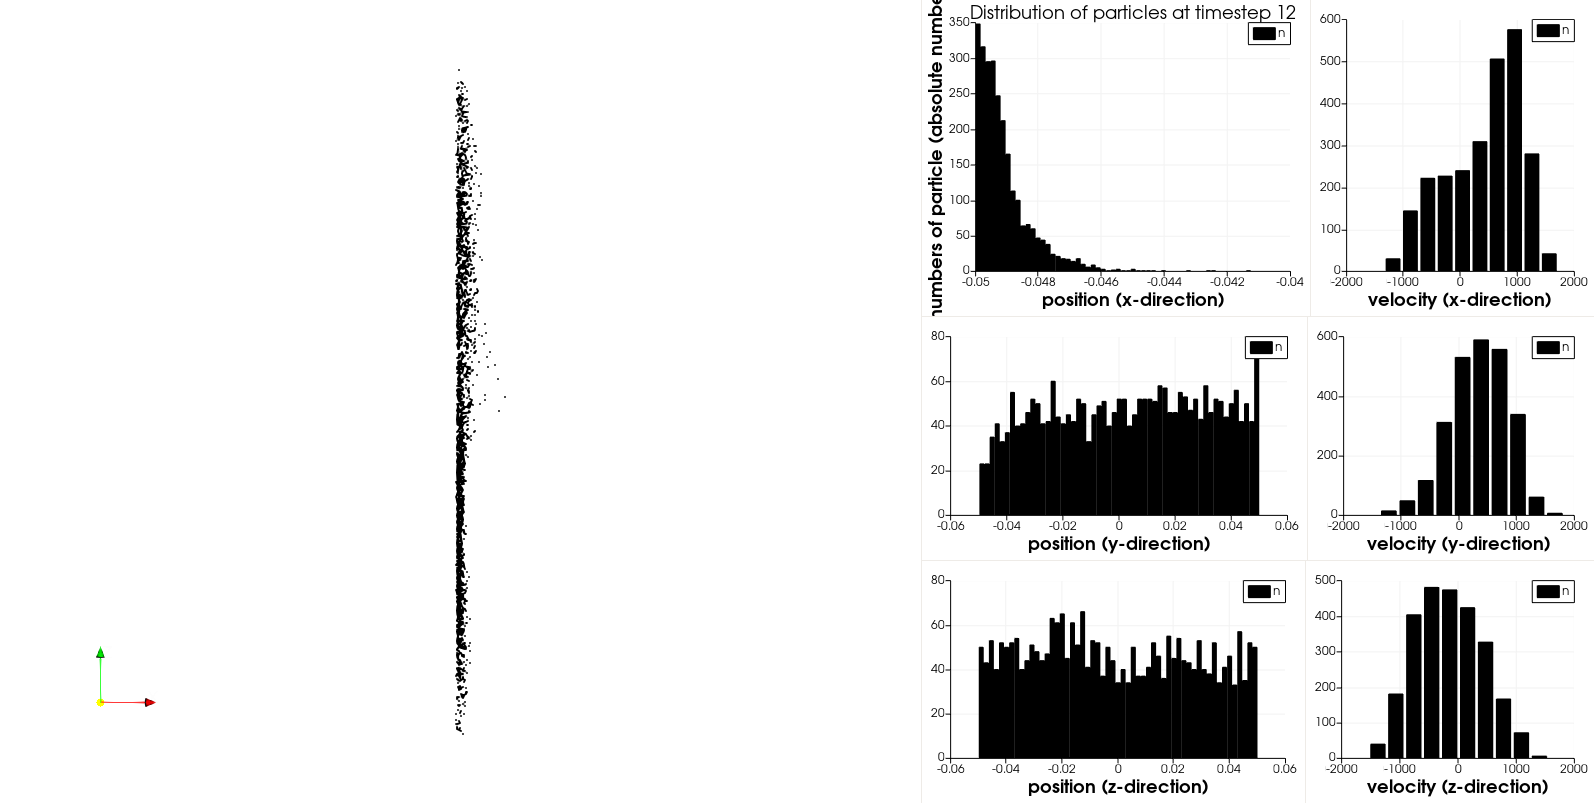 Distribution of particles at timestep 12
numbers of particle (absolute numbe
350
300
250
200
150
100
50
0
n
-0.05 -0.048 -0.046 -0.044 -0.042 -0.04
position (x-direction)
600
500
400
300
200
100
0
n
-2000 -1000 0 1000 2000
velocity (x-direction)
80
60
40
20
0
n
-0.06 -0.04 -0.02 0 0.02 0.04 0.06
position (y-direction)
600
400
200
0
n
-2000 -1000 0 1000 2000
velocity (y-direction)
80
60
40
20
0
n
-0.06 -0.04 -0.02 0 0.02 0.04 0.06
position (z-direction)
500
400
300
200
100
0
n
-2000 -1000 0 1000 2000
velocity (z-direction)